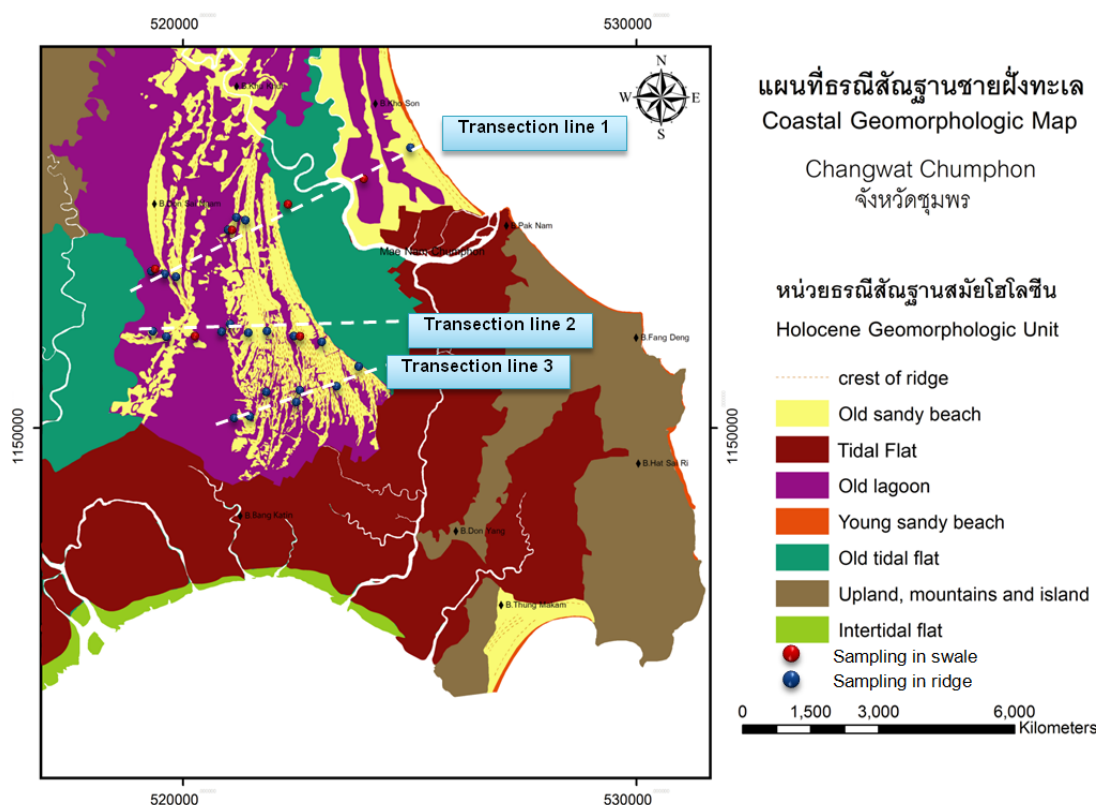 520000
530000
B.Kho Son
N
W
E
S
แผนที่ธรณีสัณฐานชายฝั่งทะเล
Coastal Geomorphologic Map
Changwat Chumphon
จังหวัดชุมพร
Transection line 1
B.Pak Nam
Mae Nam Chumphon
Transection line 2
B.Fang Deng
Transection line 3
1150000
1150000
B.Hat Sai Ri
B.Bang Katin
B.Don Yang
B.Thung Makam
หน่วยธรณีสัณฐานสมัยโฮโลซีน
Holocene Geomorphologic Unit
crest of ridge
Old sandy beach
Tidal Flat
Old lagoon
Young sandy beach
Old tidal flat
Upland, mountains and island
Intertidal flat
Sampling in swale
Sampling in ridge
0 1,500 3,000 6,000
Kilometers
520000
530000